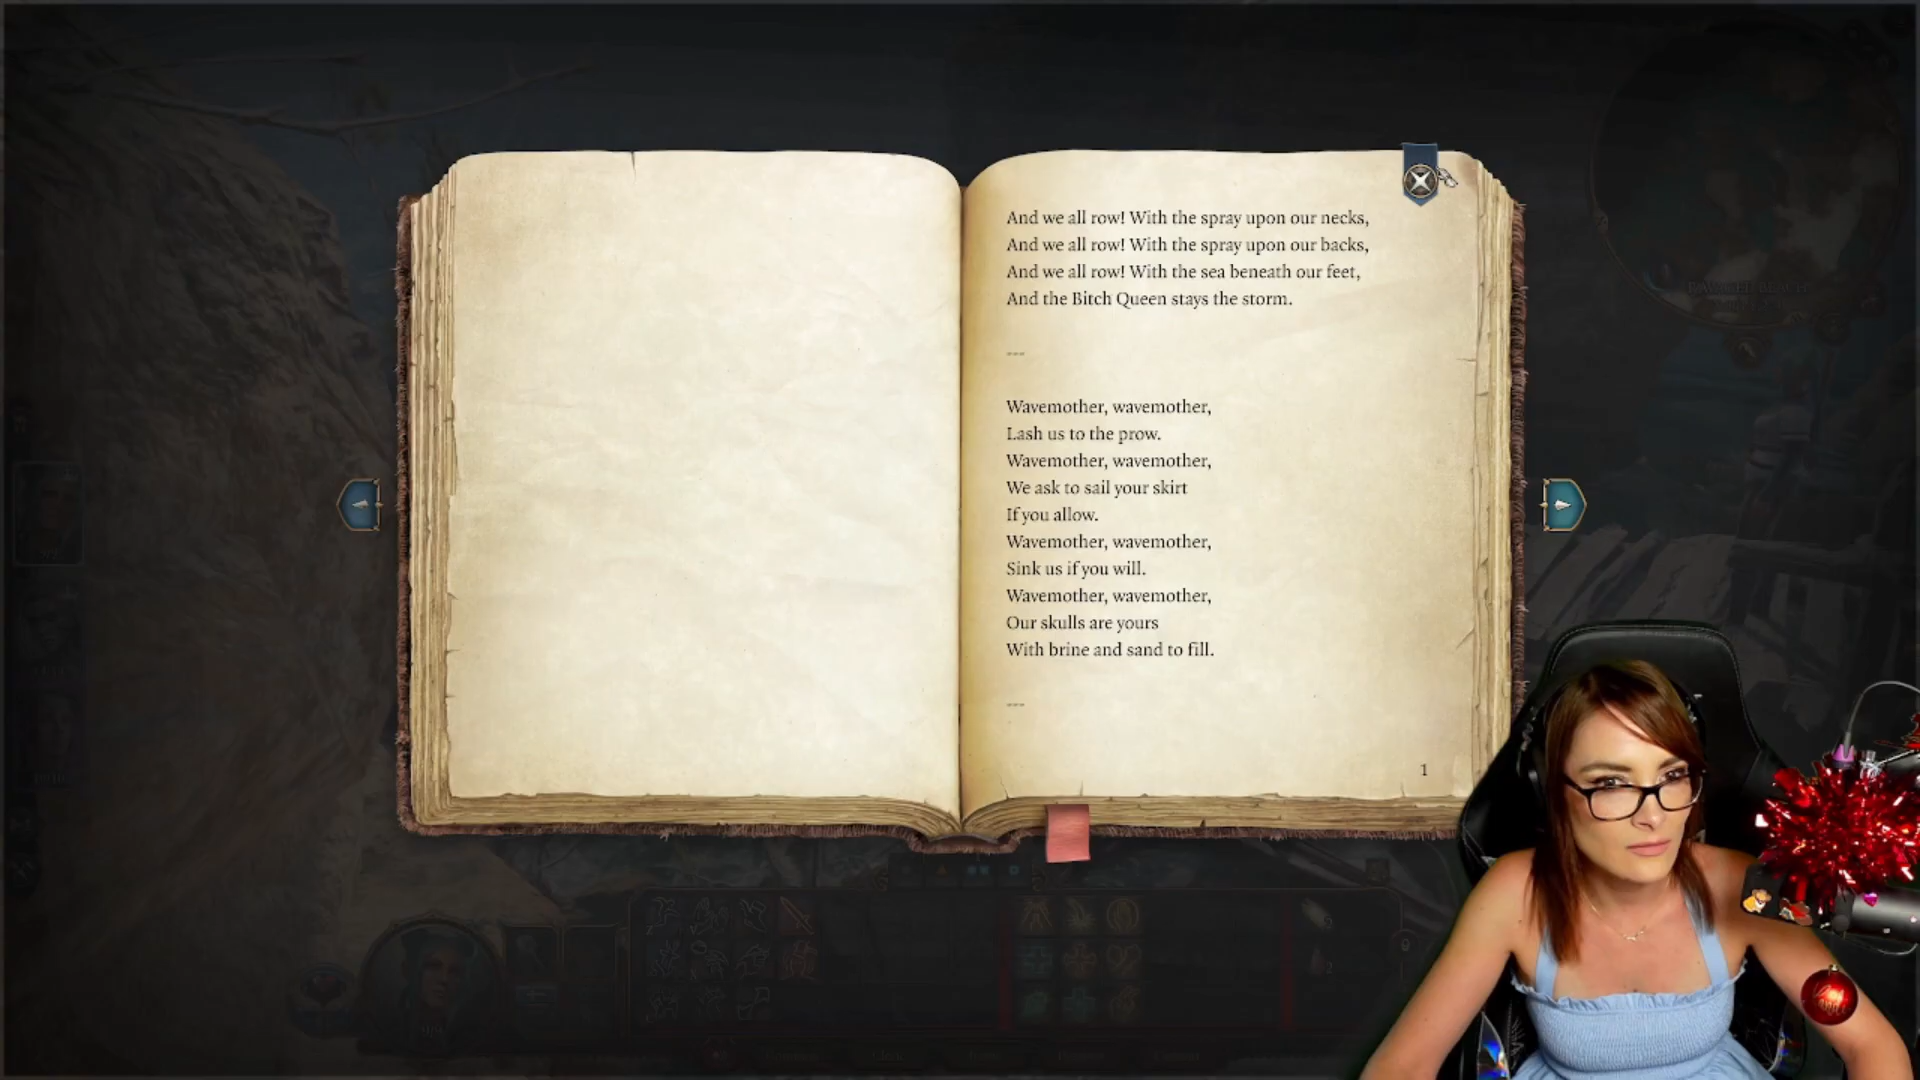 And we all row! With the spray upon our necks,
And we all row! With the spray upon our backs,
And we all row! With the sea beneath our feet,
And the Bitch Queen stays the storm.
---
Wavemother, wavemother,
Lash us to the prow.
Wavemother, wavemother,
We ask to sail your skirt
If you allow.
Wavemother, wavemother,
Sink us if you will.
Wavemother, wavemother,
Our skulls are yours
With brine and sand to fill.
---
1
RAVAGED BEACH